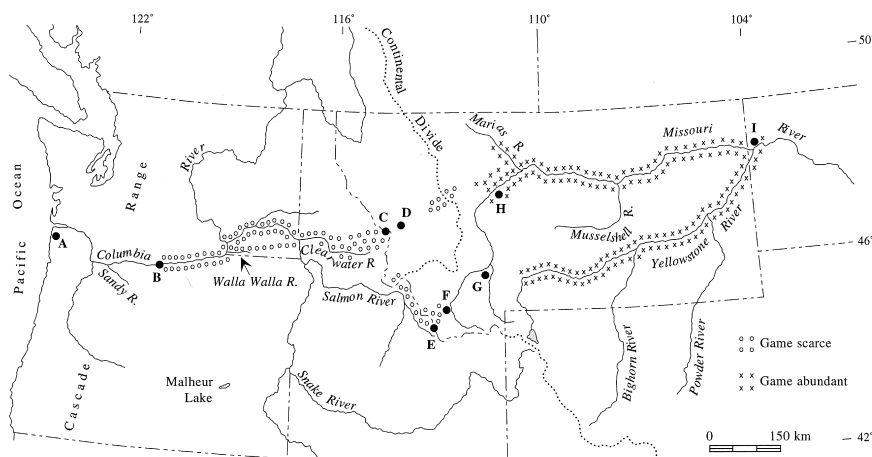 122°
116°
110°
104°
50°
Continental
Divide
Marias R.
Missouri
I
River
River
Range
Pacific Ocean
H
C
D
Musselshell R.
A
Columbia
Clearwater R.
46°
B
Walla Walla R.
Yellowstone River
Sandy R.
Salmon River
G
F
E
Game scarce
Malheur
Lake
Cascade
Snake River
Bighorn River
Powder River
Game abundant
0 150 km
42°